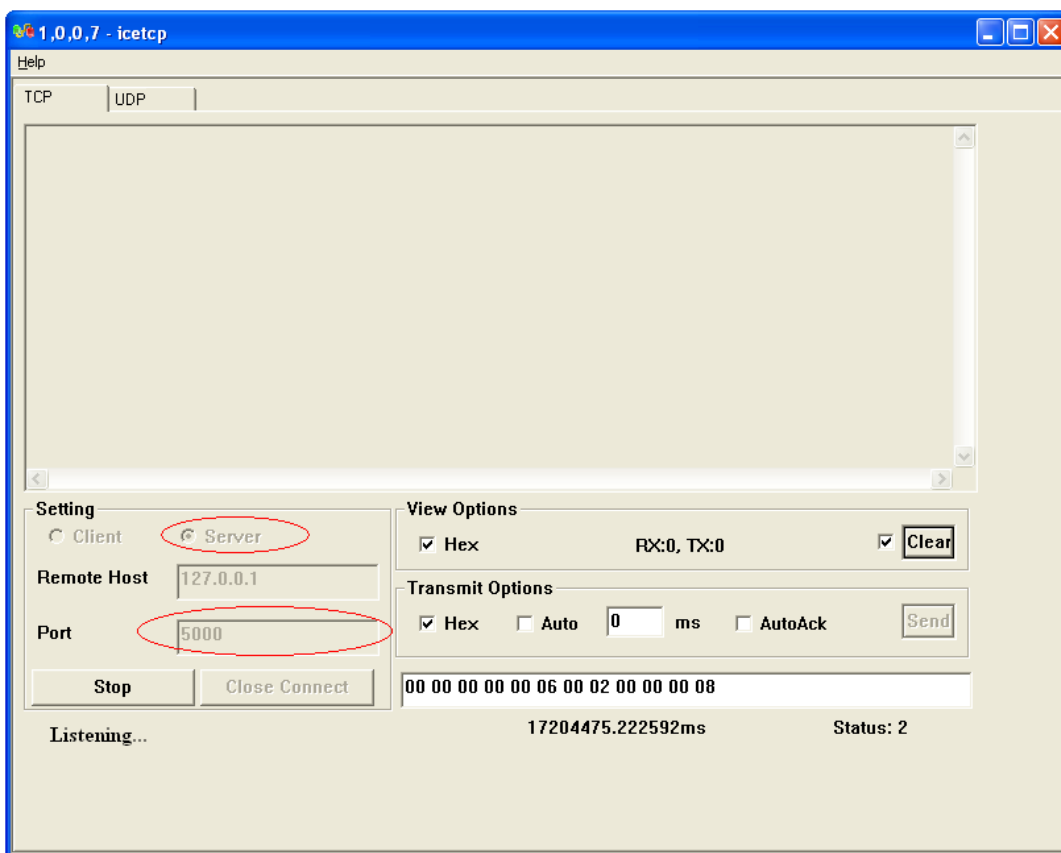 1,0,0,7 - icetcp
Help
TCP UDP
Setting
Client Server
Remote Host 127.0.0.1
Port 5000
Stop Close Connect
Listening...
View Options
Hex RX:0, TX:0 Clear
Transmit Options
Hex Auto 0 ms AutoAck Send
00 00 00 00 00 06 00 02 00 00 00 08
17204475.222592ms Status: 2